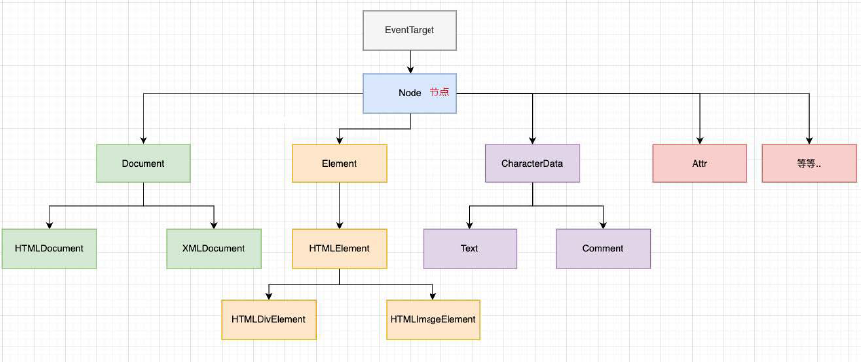 EventTarget
Node 节点
Document
Element
CharacterData
Attr
等等..
HTMLDocument
XMLDocument
HTMLElement
Text
Comment
HTMLDivElement
HTMLImageElement